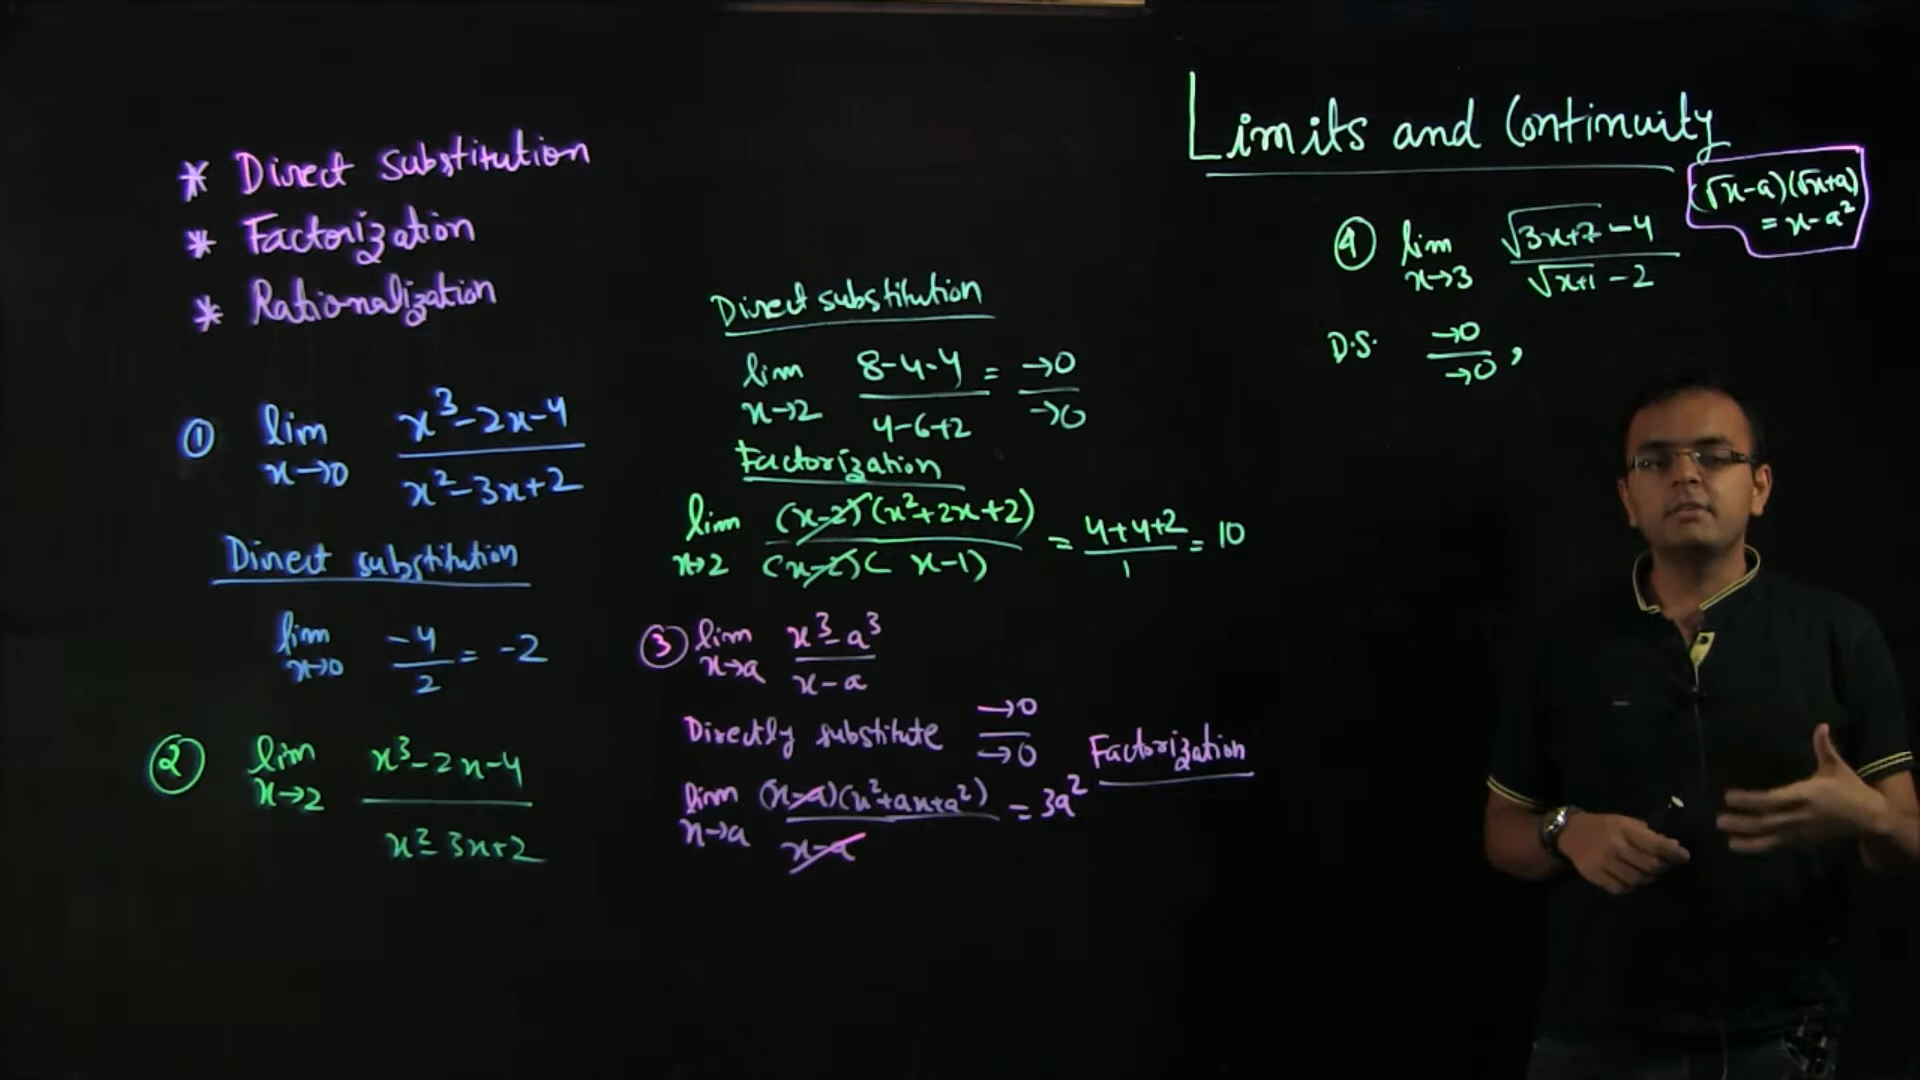 Limits and Continuity
* Direct substitution
* Factorization
* Rationalization
① lim x→0 (x³-2x-4)/(x²-3x+2)
Direct substitution
lim x→0 -4/2 = -2
② lim x→2 (x³-2x-4)/(x²-3x+2)
Direct substitution
lim x→2 (8-4-4)/(4-6+2) = →0/→0
Factorization
lim x→2 (x-2)(x²+2x+2)/(x-2)(x-1) = (4+4+2)/1 = 10
③ lim x→a (x³-a³)/(x-a)
Directly substitute →0/→0 Factorization
lim x→a (x-a)(x²+ax+a²)/(x-a) = 3a²
④ lim x→3 (√3x+7 -4)/(√x+1 -2)
(√x-a)(√x+a)
= x-a²
D.S. →0/→0,